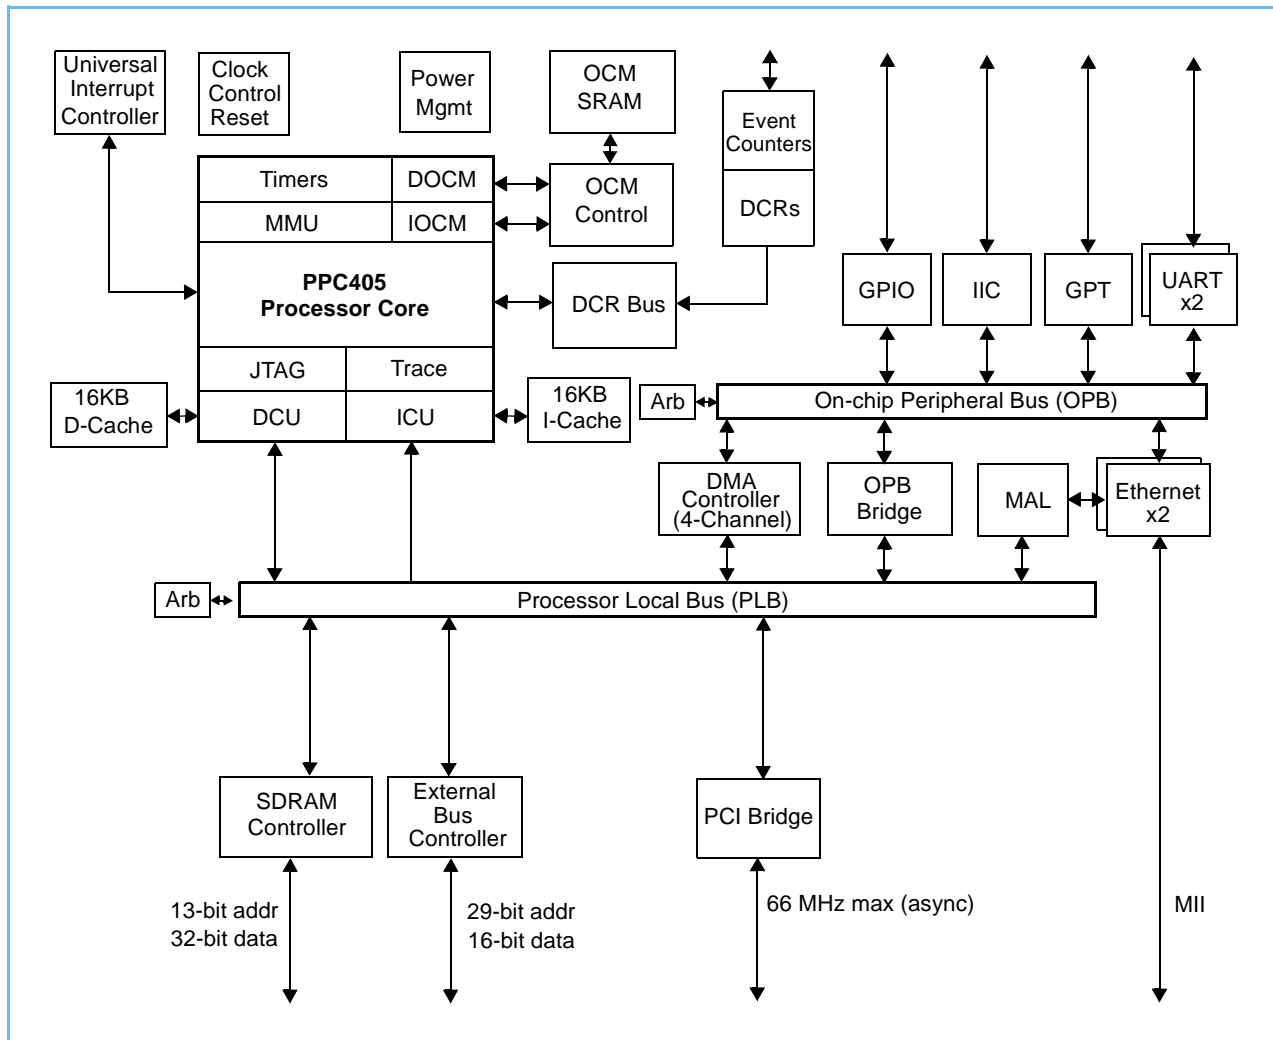 Universal
Interrupt
Controller
Clock
Control
Reset
Power
Mgmt
OCM
SRAM
Event
Counters
DCRs
Timers
DOCM
MMU
IOCM
OCM
Control
PPC405
Processor Core
DCR Bus
GPIO
IIC
GPT
UART
x2
JTAG
Trace
DCU
ICU
16KB
D-Cache
16KB
I-Cache
Arb
On-chip Peripheral Bus (OPB)
DMA
Controller
(4-Channel)
OPB
Bridge
MAL
Ethernet
x2
Arb
Processor Local Bus (PLB)
SDRAM
Controller
External
Bus
Controller
PCI Bridge
13-bit addr
32-bit data
29-bit addr
16-bit data
66 MHz max (async)
MII